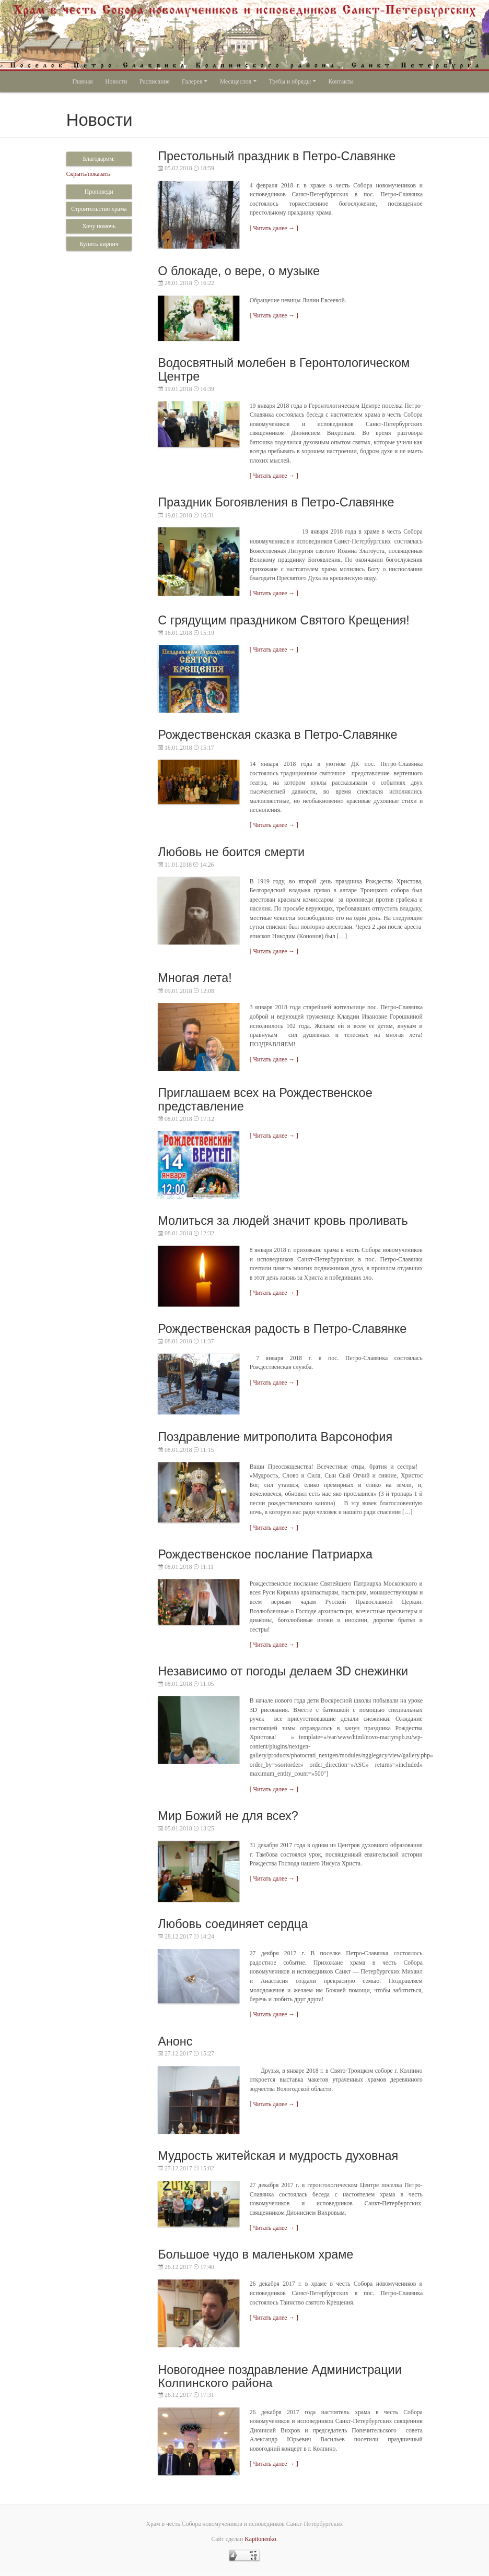 Храм в честь Собора новомучеников и исповедников Санкт-Петербургских
Поселок Петро-Славянка Колпинского района г. Санкт-Петербурга
Главная Новости Расписание Галерея Месяцеслов Требы и обряды Контакты
Новости
Благодарим:
Скрыть/показать
Проповеди
Строительство храма
Хочу помочь
Купить кирпич
Престольный праздник в Петро-Славянке
05.02.2018 18:59
4 февраля 2018 г. в храме в честь Собора новомучеников и
исповедников Санкт-Петербургских в пос. Петро-Славянка
состоялось торжественное богослужение, посвященное
престольному празднику храма.
[ Читать далее → ]
О блокаде, о вере, о музыке
28.01.2018 16:22
Обращение певицы Лилии Евсеевой.
[ Читать далее → ]
Водосвятный молебен в Геронтологическом
Центре
19.01.2018 16:39
19 января 2018 года в Геронтологическом Центре поселка Петро-
Славянка состоялась беседа с настоятелем храма в честь Собора
новомучеников и исповедников Санкт-Петербургских
священником Дионисием Вихровым. Во время разговора
батюшка поделился духовным опытом святых, которые учили как
всегда пребывать в хорошем настроении, бодром духе и не иметь
плохих мыслей.
[ Читать далее → ]
Праздник Богоявления в Петро-Славянке
19.01.2018 16:31
19 января 2018 года в храме в честь Собора
новомучеников и исповедников Санкт-Петербургских состоялась
Божественная Литургия святого Иоанна Златоуста, посвященная
Великому празднику Богоявления. По окончании богослужения
прихожане с настоятелем храма молились Богу о ниспослании
благодати Пресвятого Духа на крещенскую воду.
[ Читать далее → ]
С грядущим праздником Святого Крещения!
16.01.2018 15:19
Поздравляем с праздником
СВЯТОГО
КРЕЩЕНИЯ
[ Читать далее → ]
Рождественская сказка в Петро-Славянке
16.01.2018 15:17
14 января 2018 года в уютном ДК пос. Петро-Славянка
состоялось традиционное святочное представление вертепного
театра, на котором куклы рассказывали о событиях двух
тысячелетней давности, во время спектакля исполнялись
малоизвестные, но необыкновенно красивые духовные стихи и
песнопения.
[ Читать далее → ]
Любовь не боится смерти
11.01.2018 14:26
В 1919 году, во второй день праздника Рождества Христова,
Белгородский владыка прямо в алтаре Троицкого собора был
арестован красным комиссаром за проповеди против грабежа и
насилия. По просьбе верующих, требовавших отпустить владыку,
местные чекисты «освободили» его на один день. На следующие
сутки епископ был повторно арестован. Через 2 дня после ареста
епископ Никодим (Кононов) был […]
[ Читать далее → ]
Многая лета!
09.01.2018 12:08
3 января 2018 года старейшей жительнице пос. Петро-Славянка
доброй и верующей труженице Клавдии Ивановне Горошкиной
исполнилось 102 года. Желаем ей и всем ее детям, внукам и
правнукам сил душевных и телесных на многая лета!
ПОЗДРАВЛЯЕМ!
[ Читать далее → ]
Приглашаем всех на Рождественское
представление
08.01.2018 17:12
РОЖДЕСТВЕНСКИЙ
ВЕРТЕП
14
ЯНВАРЯ
12:00
[ Читать далее → ]
Молиться за людей значит кровь проливать
08.01.2018 12:32
8 января 2018 г. прихожане храма в честь Собора новомучеников
и исповедников Санкт-Петербургских в пос. Петро-Славянка
почтили память многих подвижников духа, в прошлом отдавших
в этот день жизнь за Христа и победивших зло.
[ Читать далее → ]
Рождественская радость в Петро-Славянке
08.01.2018 11:37
7 января 2018 г. в пос. Петро-Славянка состоялась
Рождественская служба.
[ Читать далее → ]
Поздравление митрополита Варсонофия
08.01.2018 11:15
Ваши Преосвященства! Всечестные отцы, братия и сестры!
«Мудрость, Слово и Сила, Сын Сый Отчий и сияние, Христос
Бог, сил утаився, елико премирных и елико на земли, и,
вочеловечся, обновил есть нас яко прославися» (3-й тропарь 1-й
песни рождественского канона) В эту вовек благословенную
ночь, в которую нас ради человек и нашего ради спасения […]
[ Читать далее → ]
Рождественское послание Патриарха
08.01.2018 11:11
Рождественское послание Святейшего Патриарха Московского и
всея Руси Кирилла архипастырям, пастырям, монашествующим и
всем верным чадам Русской Православной Церкви.
Возлюбленные о Господе архипастыри, всечестные пресвитеры и
диаконы, боголюбивые иноки и инокини, дорогие братья и
сестры!
[ Читать далее → ]
Независимо от погоды делаем 3D снежинки
08.01.2018 11:05
В начале нового года дети Воскресной школы побывали на уроке
3D рисования. Вместе с батюшкой с помощью специальных
ручек все присутствовавшие делали снежинки. Ожидание
настоящей зимы оправдалось в канун праздника Рождества
Христова! » template=»/var/www/html/novo-martyrspb.ru/wp-
content/plugins/nextgen-
gallery/products/photocrati_nextgen/modules/ngglegacy/view/gallery.php»
order_by=»sortorder» order_direction=»ASC» returns=»included»
maximum_entity_count=»500″]
[ Читать далее → ]
Мир Божий не для всех?
05.01.2018 13:25
31 декабря 2017 года в одном из Центров духовного образования
г. Тамбова состоялся урок, посвященный евангельской истории
Рождества Господа нашего Иисуса Христа.
[ Читать далее → ]
Любовь соединяет сердца
28.12.2017 14:24
27 декбря 2017 г. В поселке Петро-Славянка состоялось
радостное событие. Прихожане храма в честь Собора
новомучеников и исповедников Санкт — Петербургских Михаил
и Анастасия создали прекрасную семью. Поздравляем
молодоженов и желаем им Божией помощи, чтобы заботиться,
беречь и любить друг друга!
[ Читать далее → ]
Анонс
27.12.2017 15:27
Друзья, в январе 2018 г. в Свято-Троицком соборе г. Колпино
откроется выставка макетов утраченных храмов деревянного
зодчества Вологодской области.
[ Читать далее → ]
Мудрость житейская и мудрость духовная
27.12.2017 15:02
27 декабря 2017 г. в геронтологическом Центре поселка Петро-
Славянка состоялась беседа с настоятелем храма в честь
новомучеников и исповедников Санкт-Петербургских
священником Дионисием Вихровым.
[ Читать далее → ]
Большое чудо в маленьком храме
26.12.2017 17:40
26 декабря 2017 г. в храме в честь Собора новомучеников и
исповедников Санкт-Петербургских в пос. Петро-Славянка
состоялось Таинство святого Крещения.
[ Читать далее → ]
Новогоднее поздравление Администрации
Колпинского района
26.12.2017 17:31
26 декабря 2017 года настоятель храма в честь Собора
новомучеников и исповедников Санкт-Петербургских священник
Дионисий Вихров и председатель Попечительского совета
Александр Юрьевич Васильев посетили праздничный
новогодний концерт в г. Колпино.
[ Читать далее → ]
Храм в честь Собора новомучеников и исповедников Санкт-Петербургских
Сайт сделан Kapitonenko.